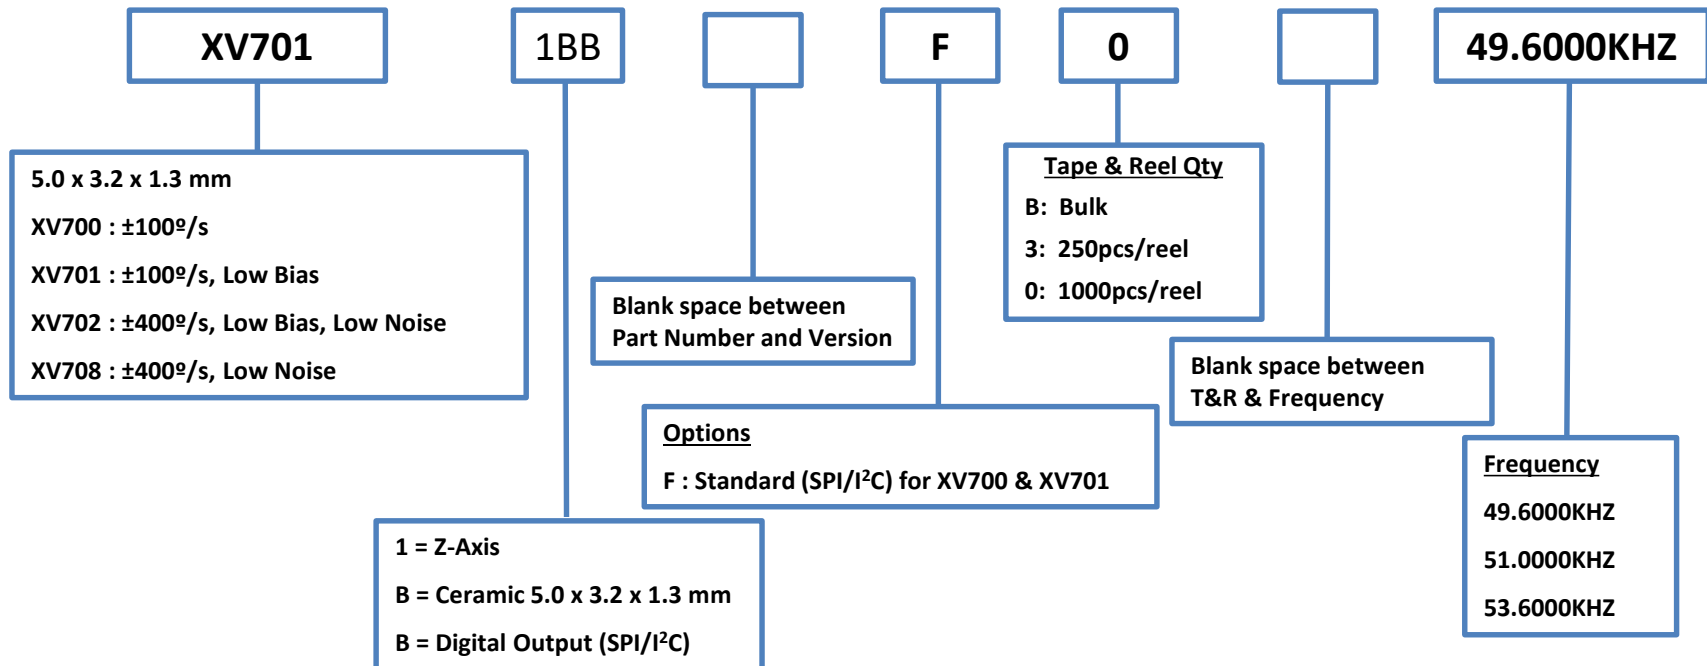 XV701
1BB
F
0
49.6000KHZ
5.0 x 3.2 x 1.3 mm
XV700 : ±100º/s
XV701 : ±100º/s, Low Bias
XV702 : ±400º/s, Low Bias, Low Noise
XV708 : ±400º/s, Low Noise
1 = Z-Axis
B = Ceramic 5.0 x 3.2 x 1.3 mm
B = Digital Output (SPI/I²C)
Blank space between
Part Number and Version
Options
F : Standard (SPI/I²C) for XV700 & XV701
Tape & Reel Qty
B: Bulk
3: 250pcs/reel
0: 1000pcs/reel
Blank space between
T&R & Frequency
Frequency
49.6000KHZ
51.0000KHZ
53.6000KHZ